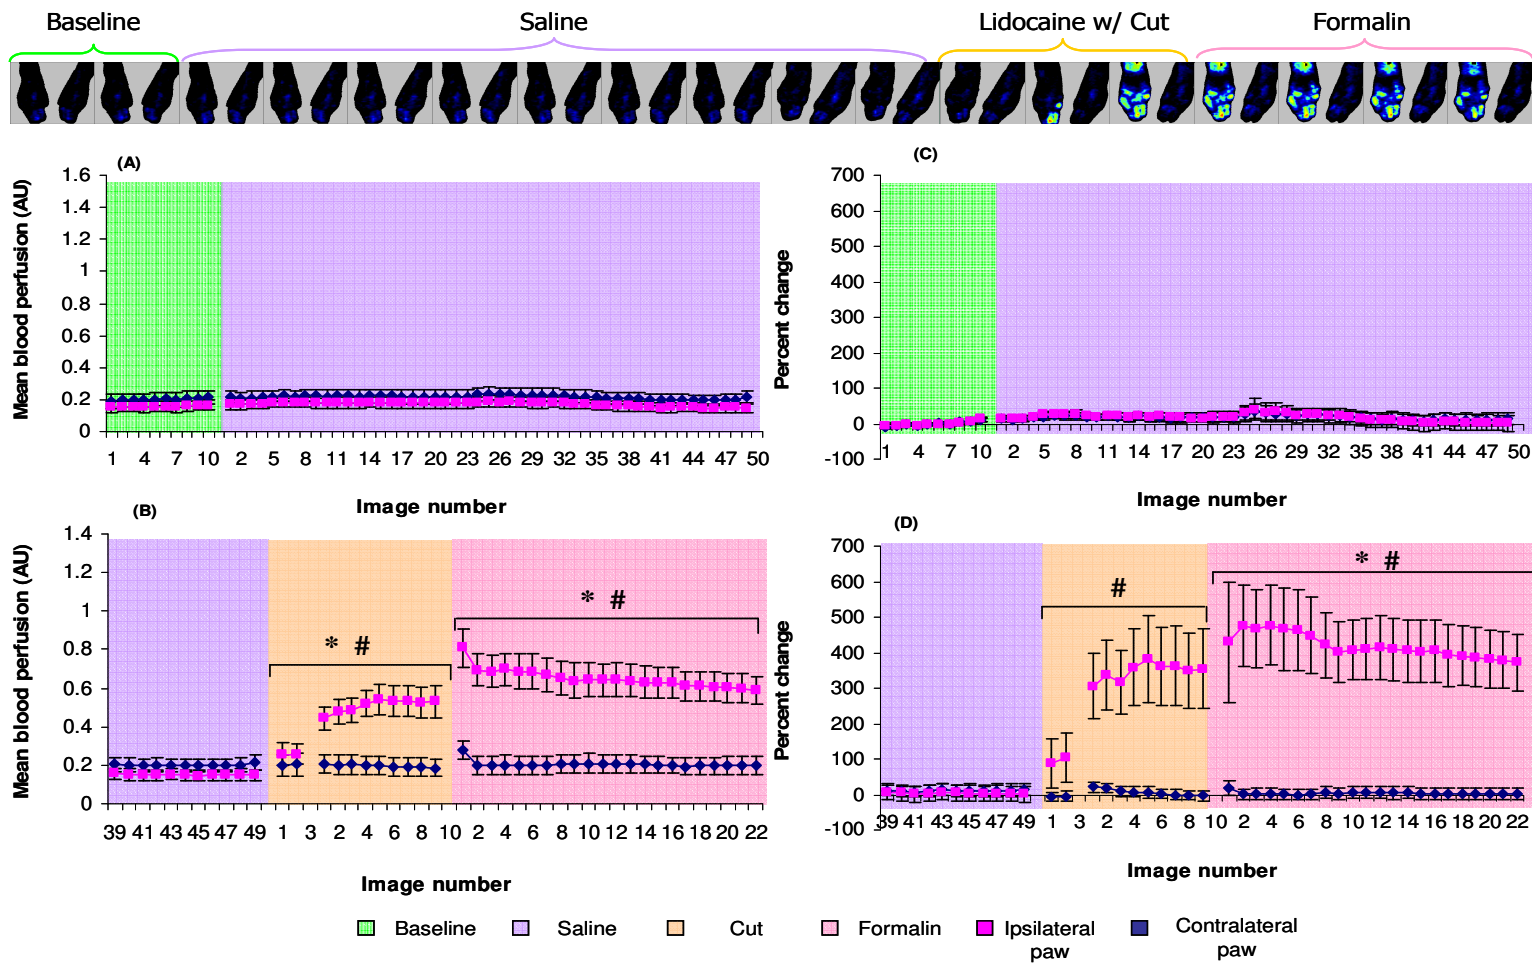 Baseline Saline Lidocaine w/ Cut Formalin
(A)
Mean blood perfusion (AU)
1.6
1.4
1.2
1
0.8
0.6
0.4
0.2
0
1 4 7 10 2 5 8 11 14 17 20 23 26 29 32 35 38 41 44 47 50
Image number
(C)
Percent change
700
600
500
400
300
200
100
0
-100
1 4 7 10 2 5 8 11 14 17 20 23 26 29 32 35 38 41 44 47 50
Image number
(B)
Mean blood perfusion (AU)
1.4
1.2
1
0.8
0.6
0.4
0.2
0
* #
* #
39 41 43 45 47 49 1 3 2 4 6 8 10 2 4 6 8 10 12 14 16 18 20 22
Image number
(D)
Percent change
700
600
500
400
300
200
100
0
-100
#
* #
39 41 43 45 47 49 1 3 2 4 6 8 10 2 4 6 8 10 12 14 16 18 20 22
Image number
Baseline Saline Cut Formalin Ipsilateral paw Contralateral paw